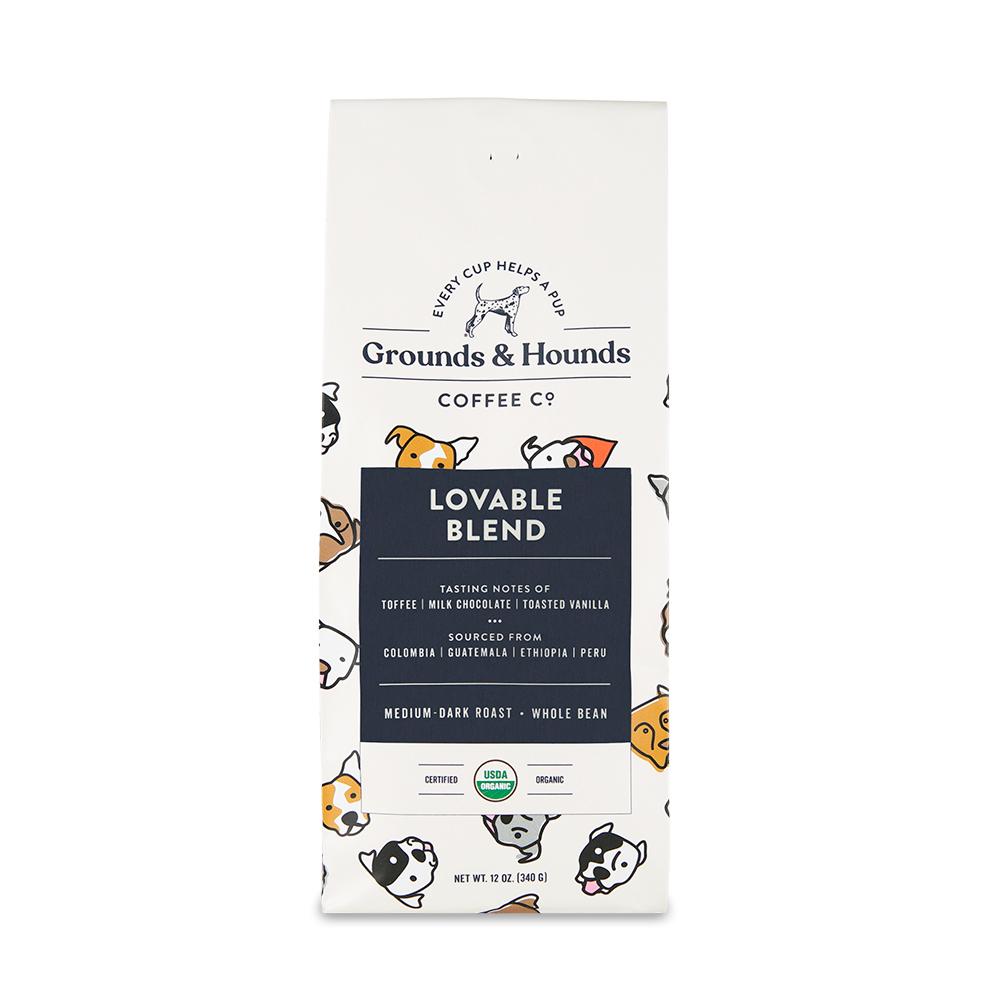 EVERY CUP HELPS A PUP
Grounds & Hounds
COFFEE Cº
LOVABLE
BLEND
TASTING NOTES OF
TOFFEE | MILK CHOCOLATE | TOASTED VANILLA
•••
SOURCED FROM
COLOMBIA | GUATEMALA | ETHIOPIA | PERU
MEDIUM-DARK ROAST • WHOLE BEAN
CERTIFIED
USDA
ORGANIC
ORGANIC
NET WT. 12 OZ. (340 G)